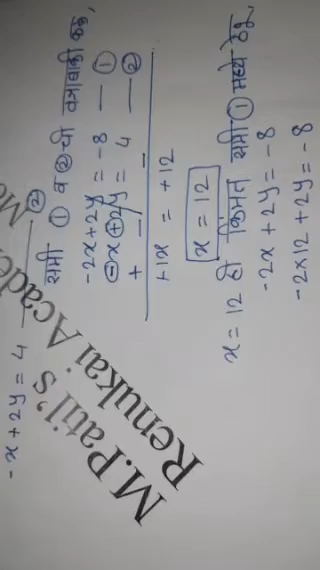 -x + 2y = 4 —— ②
समी ① व ② ची वजाबाकी करू,
-2x + 2y = -8 —— ①
-x + 2y = 4 —— ②
+ - -
+1x = +12
x = 12
x = 12 ही किंमत समी ① मध्ये ठेवू
-2x + 2y = -8
-2×12 + 2y = -8
M.Patil's
Renukai Acade